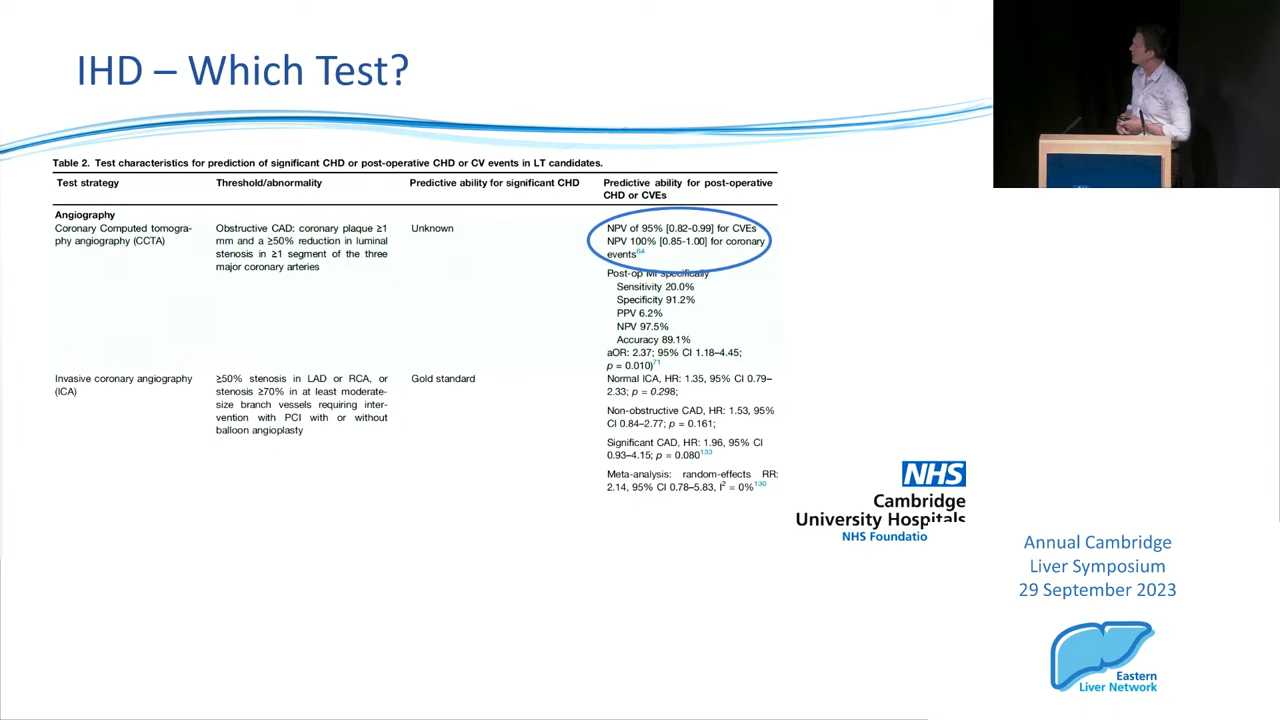 IHD – Which Test?
Table 2. Test characteristics for prediction of significant CHD or post-operative CHD or CV events in LT candidates.
Test strategy
Threshold/abnormality
Predictive ability for significant CHD
Predictive ability for post-operative
CHD or CVEs
Angiography
Coronary Computed tomogra-
phy angiography (CCTA)
Obstructive CAD: coronary plaque ≥1
mm and a ≥50% reduction in luminal
stenosis in ≥1 segment of the three
major coronary arteries
Unknown
NPV of 95% [0.82-0.99] for CVEs
NPV 100% [0.85-1.00] for coronary
events64
Post-op MI specifically
Sensitivity 20.0%
Specificity 91.2%
PPV 6.2%
NPV 97.5%
Accuracy 89.1%
aOR: 2.37; 95% CI 1.18–4.45;
p = 0.010)71
Invasive coronary angiography
(ICA)
≥50% stenosis in LAD or RCA, or
stenosis ≥70% in at least moderate-
size branch vessels requiring inter-
vention with PCI with or without
balloon angioplasty
Gold standard
Normal ICA, HR: 1.35, 95% CI 0.79–
2.33; p = 0.298;
Non-obstructive CAD, HR: 1.53, 95%
CI 0.84–2.77; p = 0.161;
Significant CAD, HR: 1.96, 95% CI
0.93–4.15; p = 0.080133
Meta-analysis: random-effects RR:
2.14, 95% CI 0.78–5.83, I2 = 0%130
NHS
Cambridge
University Hospitals
NHS Foundatio
Annual Cambridge
Liver Symposium
29 September 2023
Eastern
Liver Network